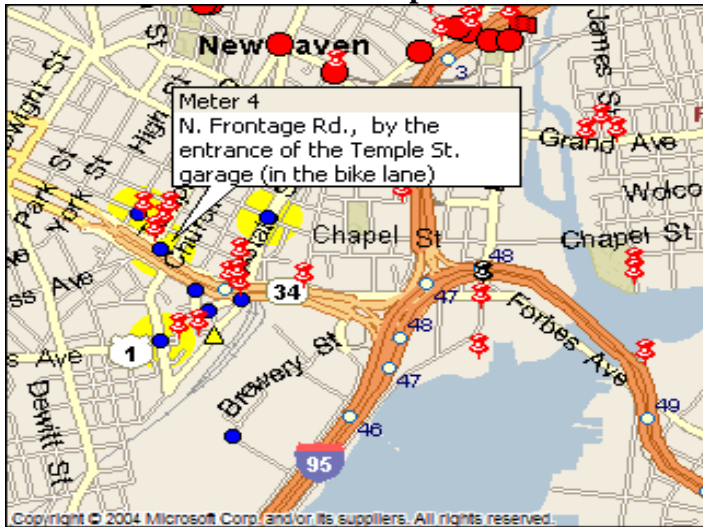 New Haven
3
James St
St
Dwight St
High St
Meter 4
N. Frontage Rd., by the
entrance of the Temple St.
garage (in the bike lane)
Grand Ave
Park St
York St
Church
Wolco
Chapel St
Chapel St
48
47
34
ss Ave
Forbes Ave
48
1
s Ave
Brewery St
47
Dewitt St
46
49
95
Copyright © 2004 Microsoft Corp. and/or its suppliers. All rights reserved.